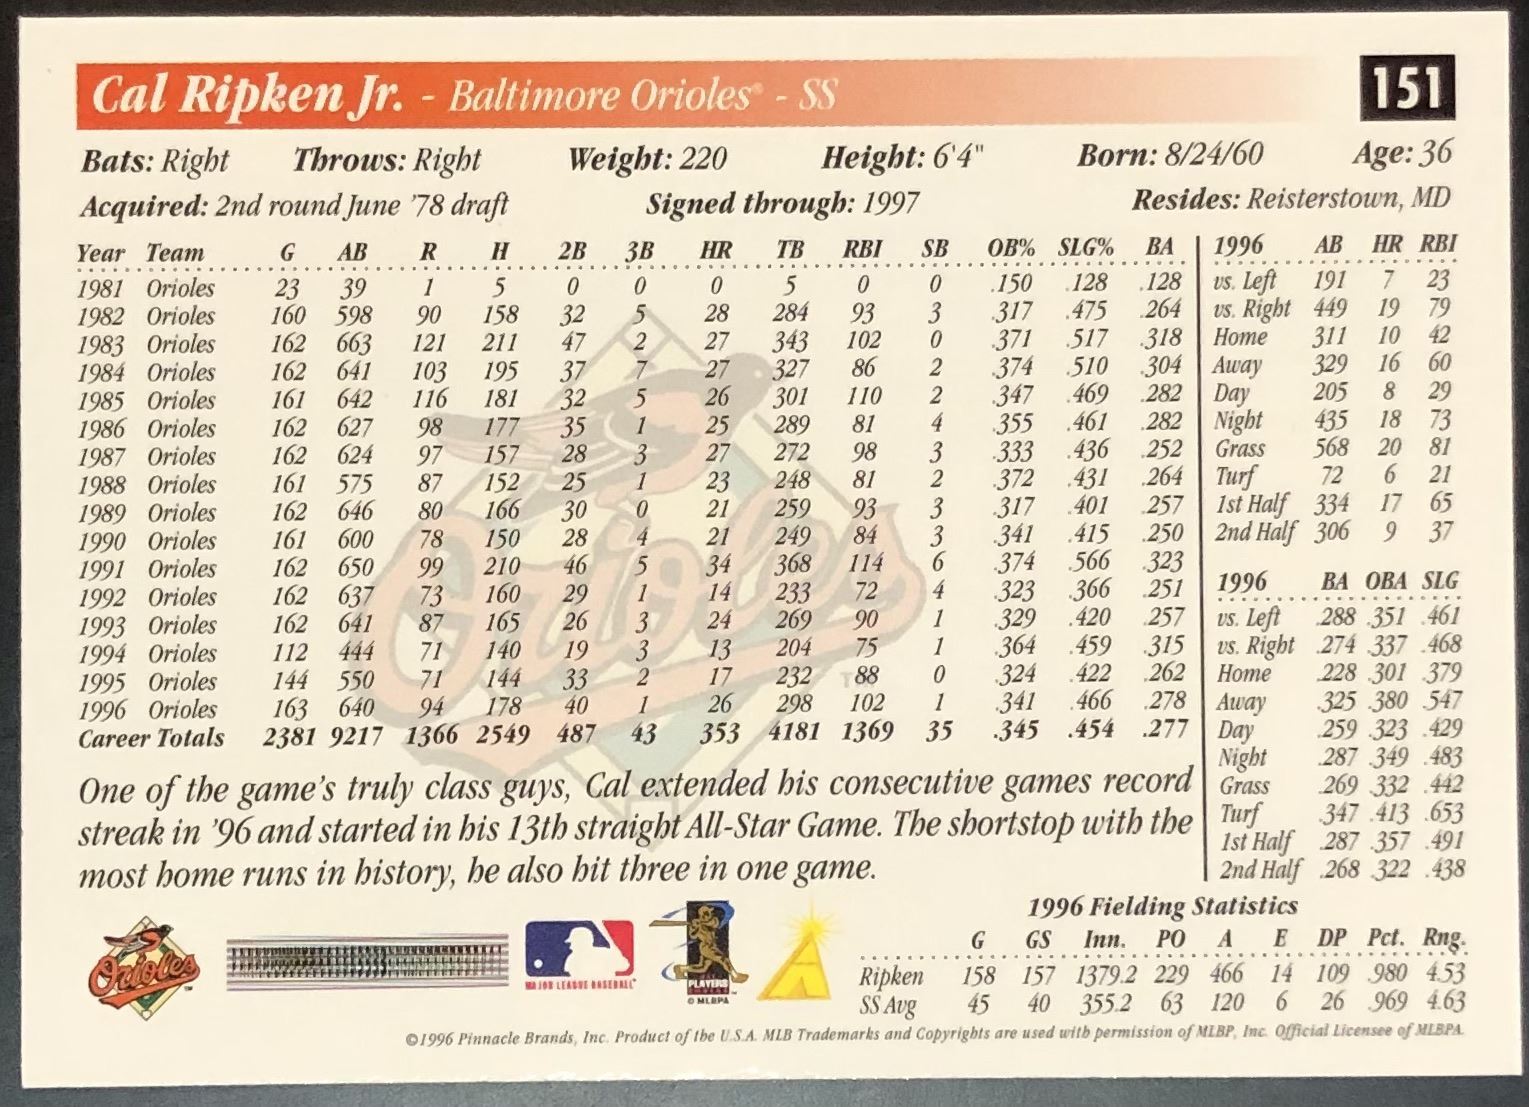 Cal Ripken Jr. - Baltimore Orioles - SS 151
Bats: Right Throws: Right Weight: 220 Height: 6'4" Born: 8/24/60 Age: 36
Acquired: 2nd round June '78 draft Signed through: 1997 Resides: Reisterstown, MD
Year Team G AB R H 2B 3B HR TB RBI SB OB% SLG% BA
1981 Orioles 23 39 1 5 0 0 0 5 0 0 .150 .128 .128
1982 Orioles 160 598 90 158 32 5 28 284 93 3 .317 .475 .264
1983 Orioles 162 663 121 211 47 2 27 343 102 0 .371 .517 .318
1984 Orioles 162 641 103 195 37 7 27 327 86 2 .374 .510 .304
1985 Orioles 161 642 116 181 32 5 26 301 110 2 .347 .469 .282
1986 Orioles 162 627 98 177 35 1 25 289 81 4 .355 .461 .282
1987 Orioles 162 624 97 157 28 3 27 272 98 3 .333 .436 .252
1988 Orioles 161 575 87 152 25 1 23 248 81 2 .372 .431 .264
1989 Orioles 162 646 80 166 30 0 21 259 93 3 .317 .401 .257
1990 Orioles 161 600 78 150 28 4 21 249 84 3 .341 .415 .250
1991 Orioles 162 650 99 210 46 5 34 368 114 6 .374 .566 .323
1992 Orioles 162 637 73 160 29 1 14 233 72 4 .323 .366 .251
1993 Orioles 162 641 87 165 26 3 24 269 90 1 .329 .420 .257
1994 Orioles 112 444 71 140 19 3 13 204 75 1 .364 .459 .315
1995 Orioles 144 550 71 144 33 2 17 232 88 0 .324 .422 .262
1996 Orioles 163 640 94 178 40 1 26 298 102 1 .341 .466 .278
Career Totals 2381 9217 1366 2549 487 43 353 4181 1369 35 .345 .454 .277
Orioles
TM
1996 AB HR RBI
vs. Left 191 7 23
vs. Right 449 19 79
Home 311 10 42
Away 329 16 60
Day 205 8 29
Night 435 18 73
Grass 568 20 81
Turf 72 6 21
1st Half 334 17 65
2nd Half 306 9 37
1996 BA OBA SLG
vs. Left .288 .351 .461
vs. Right .274 .337 .468
Home .228 .301 .379
Away .325 .380 .547
Day .259 .323 .429
Night .287 .349 .483
Grass .269 .332 .442
Turf .347 .413 .653
1st Half .287 .357 .491
2nd Half .268 .322 .438
One of the game's truly class guys, Cal extended his consecutive games record
streak in '96 and started in his 13th straight All-Star Game. The shortstop with the
most home runs in history, he also hit three in one game.
Orioles
MAJOR LEAGUE BASEBALL
PLAYERS
© MLBPA
1996 Fielding Statistics
G GS Inn. PO A E DP Pct. Rng.
Ripken 158 157 1379.2 229 466 14 109 .980 4.53
SS Avg 45 40 355.2 63 120 6 26 .969 4.63
©1996 Pinnacle Brands, Inc. Product of the U.S.A. MLB Trademarks and Copyrights are used with permission of MLBP, Inc. Official Licensee of MLBPA.